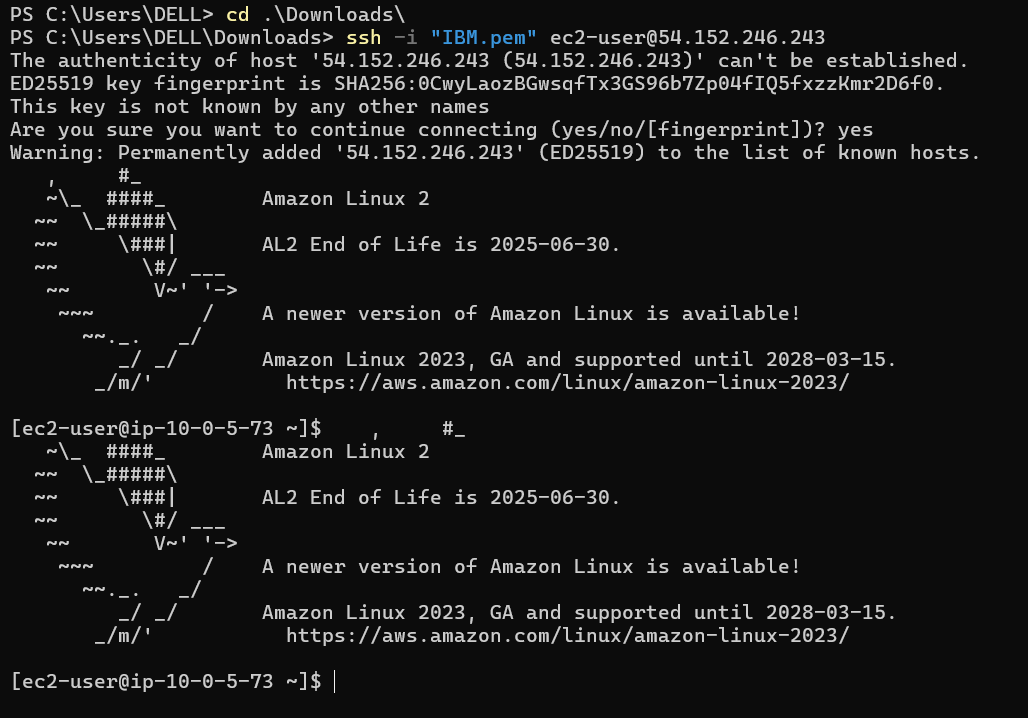 PS C:\Users\DELL> cd .\Downloads\
PS C:\Users\DELL\Downloads> ssh -i "IBM.pem" ec2-user@54.152.246.243
The authenticity of host '54.152.246.243 (54.152.246.243)' can't be established.
ED25519 key fingerprint is SHA256:0CwyLaozBGwsqfTx3GS96b7Zp04fIQ5fxzzKmr2D6f0.
This key is not known by any other names
Are you sure you want to continue connecting (yes/no/[fingerprint])? yes
Warning: Permanently added '54.152.246.243' (ED25519) to the list of known hosts.
   ,     #_
   ~\_  ####_        Amazon Linux 2
  ~~  \_#####\
  ~~     \###|       AL2 End of Life is 2025-06-30.
  ~~       \#/ ___
   ~~       V~' '->
    ~~~         /    A newer version of Amazon Linux is available!
      ~~._.   _/
         _/ _/       Amazon Linux 2023, GA and supported until 2028-03-15.
       _/m/'           https://aws.amazon.com/linux/amazon-linux-2023/

[ec2-user@ip-10-0-5-73 ~]$    ,     #_
   ~\_  ####_        Amazon Linux 2
  ~~  \_#####\
  ~~     \###|       AL2 End of Life is 2025-06-30.
  ~~       \#/ ___
   ~~       V~' '->
    ~~~         /    A newer version of Amazon Linux is available!
      ~~._.   _/
         _/ _/       Amazon Linux 2023, GA and supported until 2028-03-15.
       _/m/'           https://aws.amazon.com/linux/amazon-linux-2023/

[ec2-user@ip-10-0-5-73 ~]$